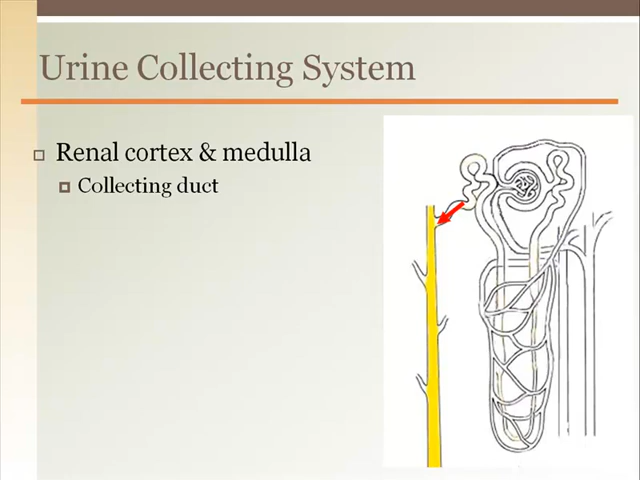 Urine Collecting System
Renal cortex & medulla
Collecting duct